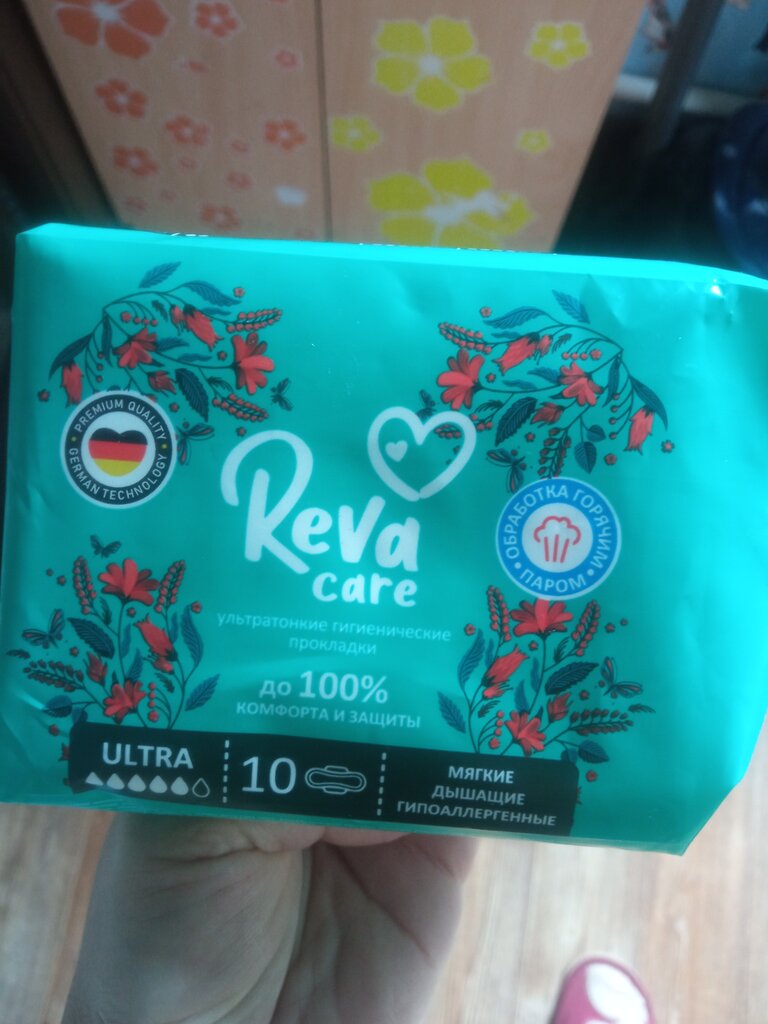 PREMIUM QUALITY
GERMAN TECHNOLOGY
Reva
care
ОБРАБОТКА ГОРЯЧИМ
ПАРОМ
ультратонкие гигиенические
прокладки
до 100%
КОМФОРТА И ЗАЩИТЫ
ULTRA
10
МЯГКИЕ
ДЫШАЩИЕ
ГИПОАЛЛЕРГЕННЫЕ